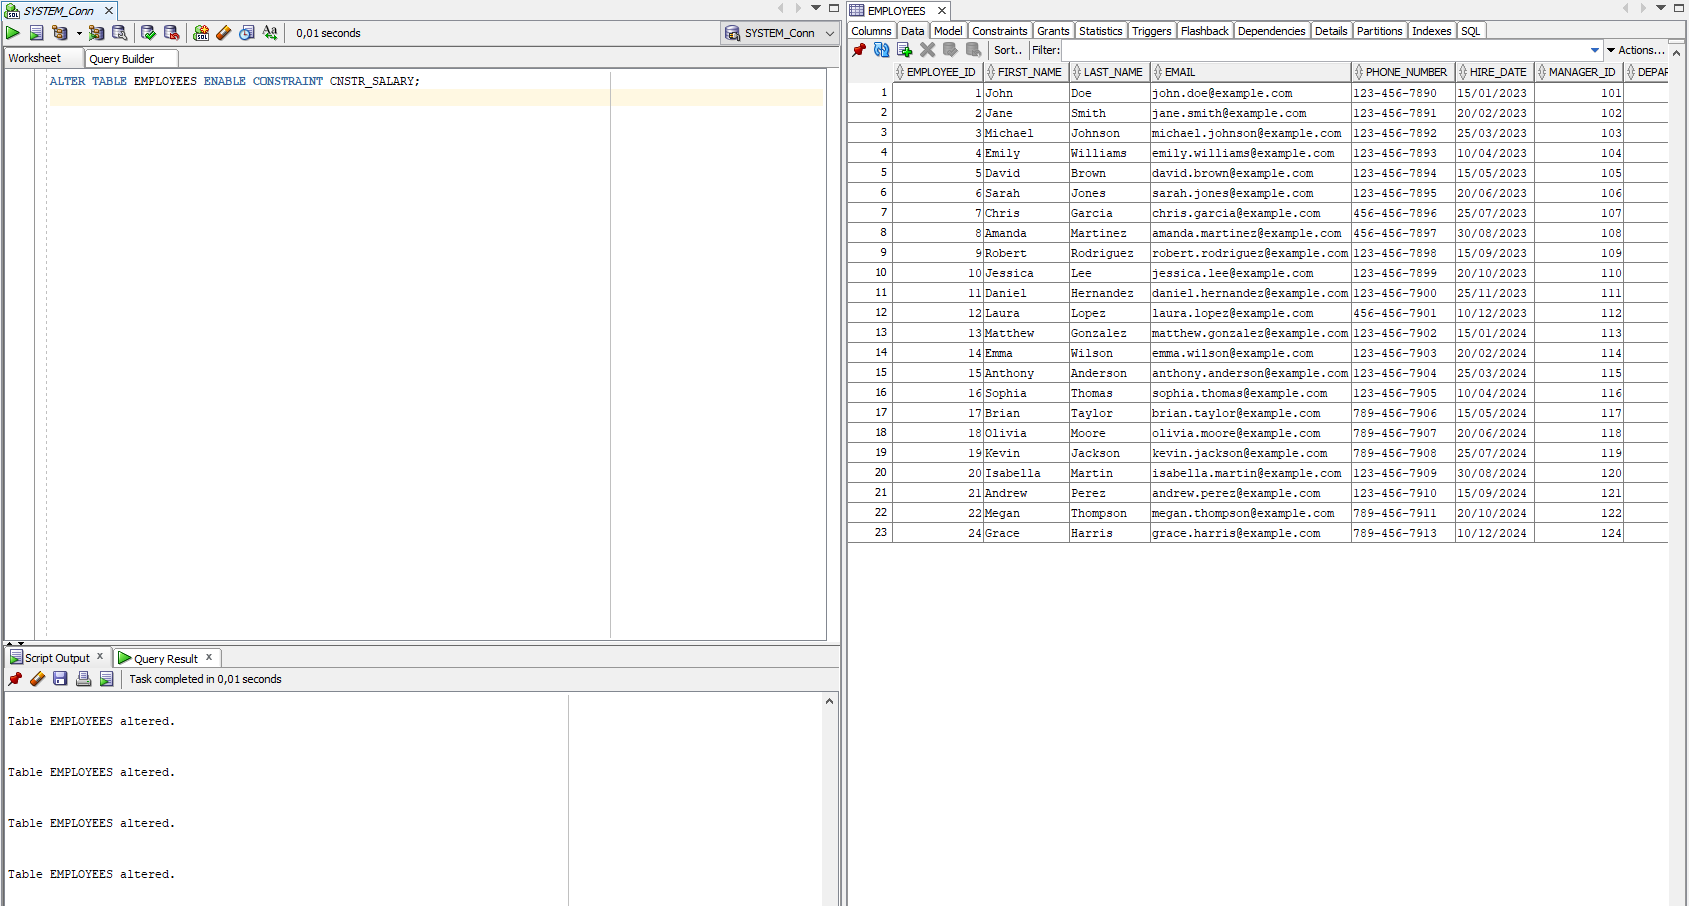 SYSTEM_Conn
0,01 seconds
SYSTEM_Conn
Worksheet Query Builder
ALTER TABLE EMPLOYEES ENABLE CONSTRAINT CNSTR_SALARY;
Script Output Query Result
Task completed in 0,01 seconds
Table EMPLOYEES altered.
Table EMPLOYEES altered.
Table EMPLOYEES altered.
Table EMPLOYEES altered.
EMPLOYEES
Columns Data Model Constraints Grants Statistics Triggers Flashback Dependencies Details Partitions Indexes SQL
Sort.. Filter: Actions...
EMPLOYEE_ID FIRST_NAME LAST_NAME EMAIL PHONE_NUMBER HIRE_DATE MANAGER_ID DEPAR
1 1 John Doe john.doe@example.com 123-456-7890 15/01/2023 101
2 2 Jane Smith jane.smith@example.com 123-456-7891 20/02/2023 102
3 3 Michael Johnson michael.johnson@example.com 123-456-7892 25/03/2023 103
4 4 Emily Williams emily.williams@example.com 123-456-7893 10/04/2023 104
5 5 David Brown david.brown@example.com 123-456-7894 15/05/2023 105
6 6 Sarah Jones sarah.jones@example.com 123-456-7895 20/06/2023 106
7 7 Chris Garcia chris.garcia@example.com 456-456-7896 25/07/2023 107
8 8 Amanda Martinez amanda.martinez@example.com 456-456-7897 30/08/2023 108
9 9 Robert Rodriguez robert.rodriguez@example.com 123-456-7898 15/09/2023 109
10 10 Jessica Lee jessica.lee@example.com 123-456-7899 20/10/2023 110
11 11 Daniel Hernandez daniel.hernandez@example.com 123-456-7900 25/11/2023 111
12 12 Laura Lopez laura.lopez@example.com 456-456-7901 10/12/2023 112
13 13 Matthew Gonzalez matthew.gonzalez@example.com 123-456-7902 15/01/2024 113
14 14 Emma Wilson emma.wilson@example.com 123-456-7903 20/02/2024 114
15 15 Anthony Anderson anthony.anderson@example.com 123-456-7904 25/03/2024 115
16 16 Sophia Thomas sophia.thomas@example.com 123-456-7905 10/04/2024 116
17 17 Brian Taylor brian.taylor@example.com 789-456-7906 15/05/2024 117
18 18 Olivia Moore olivia.moore@example.com 789-456-7907 20/06/2024 118
19 19 Kevin Jackson kevin.jackson@example.com 789-456-7908 25/07/2024 119
20 20 Isabella Martin isabella.martin@example.com 123-456-7909 30/08/2024 120
21 21 Andrew Perez andrew.perez@example.com 123-456-7910 15/09/2024 121
22 22 Megan Thompson megan.thompson@example.com 789-456-7911 20/10/2024 122
23 24 Grace Harris grace.harris@example.com 789-456-7913 10/12/2024 124